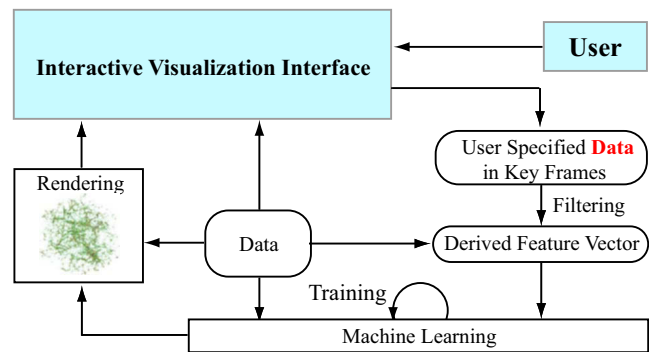 User
Interactive Visualization Interface
User Specified Data
in Key Frames
Rendering
Filtering
Data
Derived Feature Vector
Training
Machine Learning